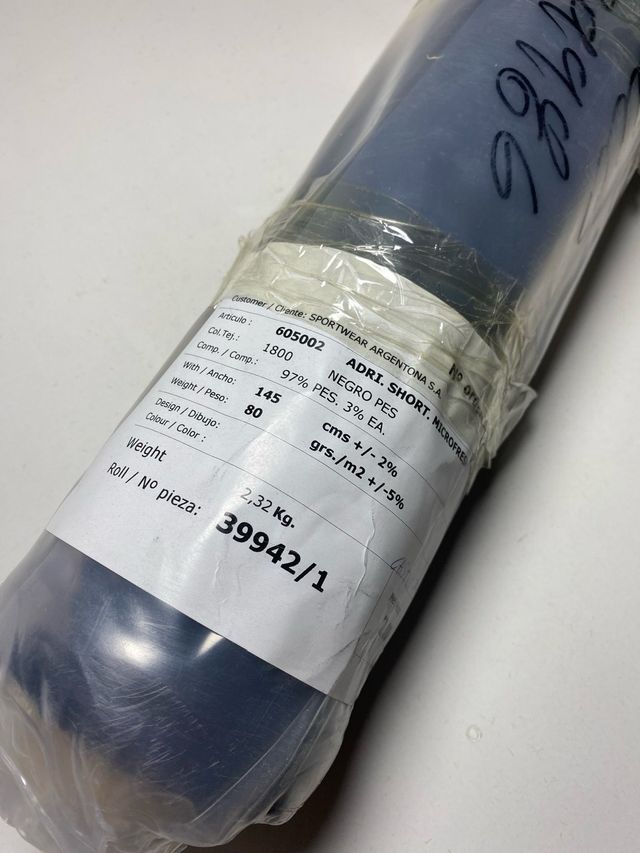 Customer / Cliente: SPORTWEAR ARGENTONA S.A.
Nº
Articulo : 605002 ADRI. SHORT. MICROFRES
Col.Tej.: 1800 NEGRO PES
Comp. / Comp.: 97% PES, 3% EA.
With / Ancho: 145 cms +/- 2%
Weight / Peso: 80 grs./m2 +/-5%
Design / Dibujo:
Colour / Color :
Weight 2,32 Kg.
Roll / Nº pieza: 39942/1